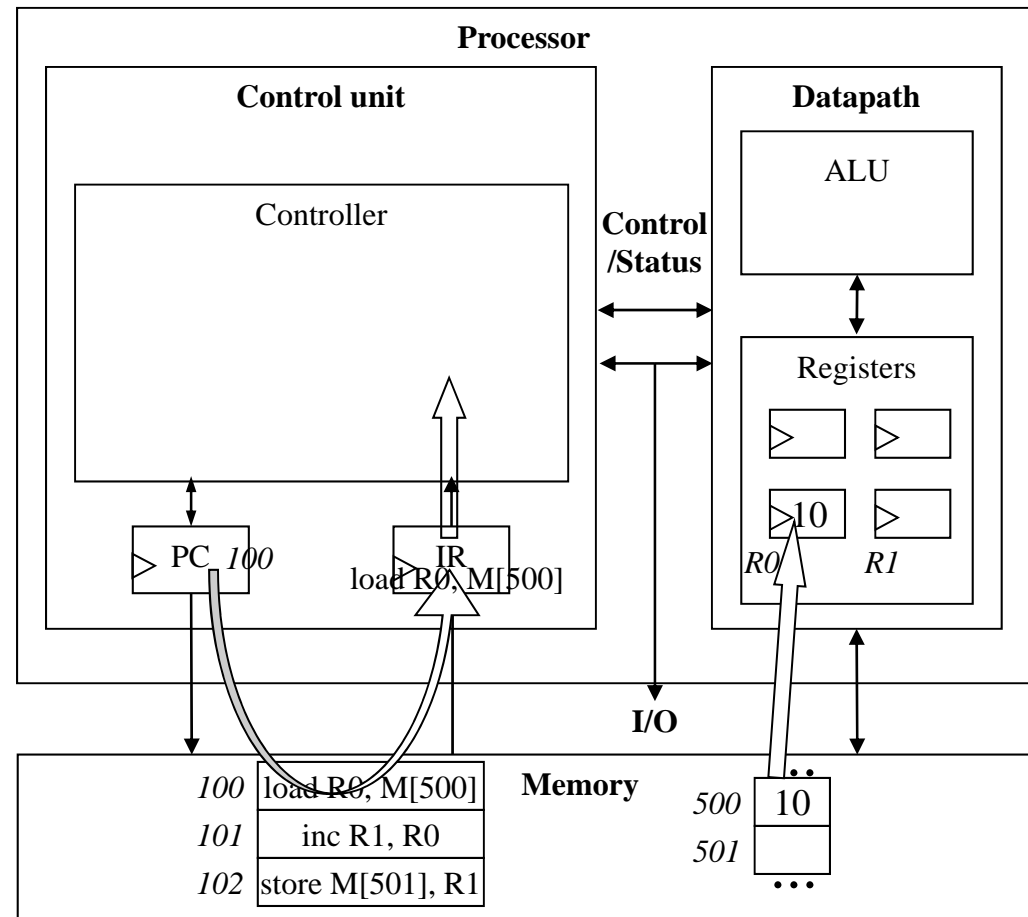 Processor
Control unit
Datapath
Controller
ALU
Control
/Status
Registers
10
R0
R1
PC
100
IR
load R0, M[500]
I/O
Memory
100
load R0, M[500]
101
inc R1, R0
102
store M[501], R1
500
10
501
...